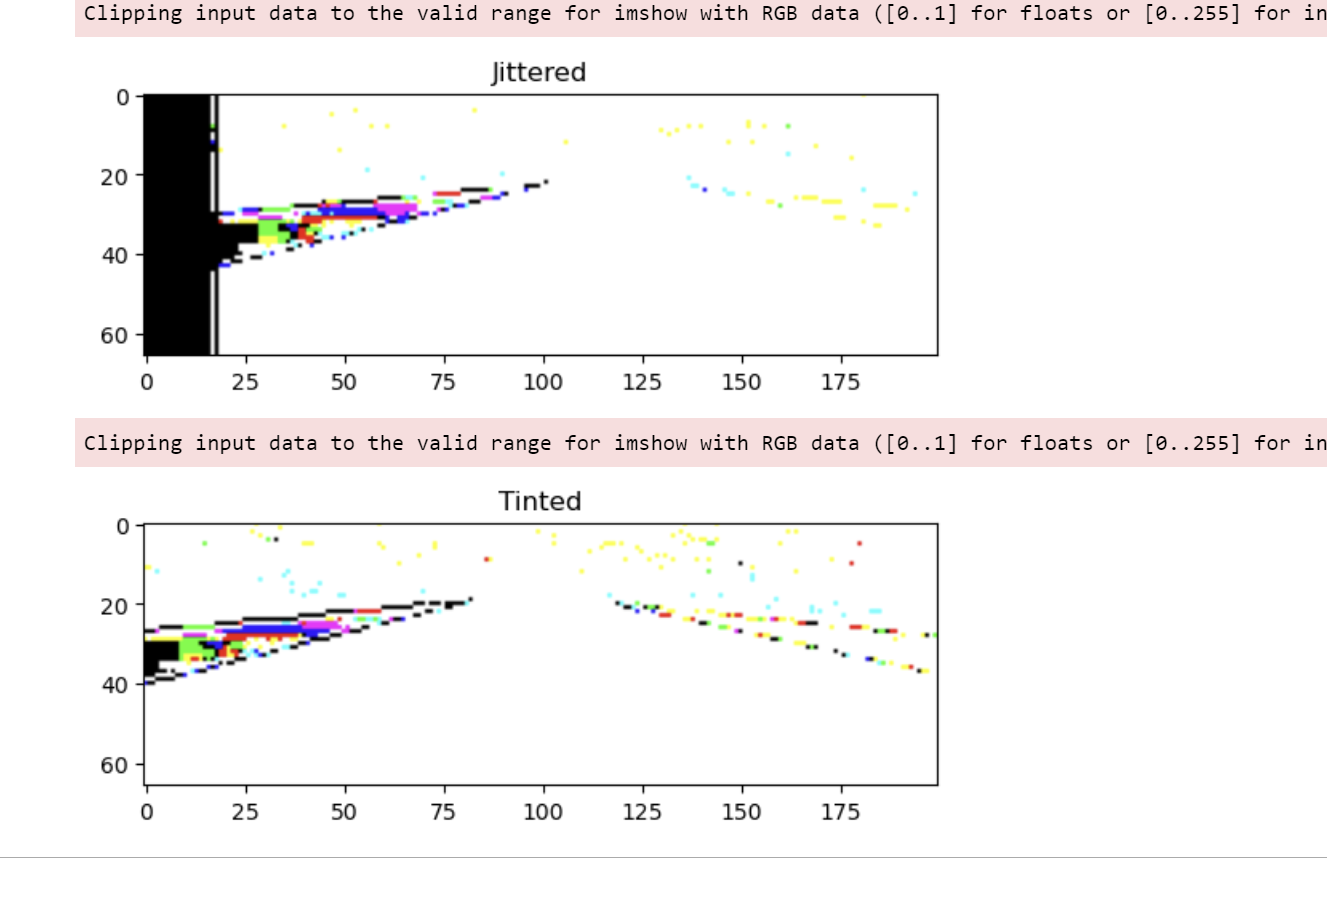 Clipping input data to the valid range for imshow with RGB data ([0..1] for floats or [0..255] for in
Jittered
0
20
40
60
0 25 50 75 100 125 150 175
Clipping input data to the valid range for imshow with RGB data ([0..1] for floats or [0..255] for in
Tinted
0
20
40
60
0 25 50 75 100 125 150 175